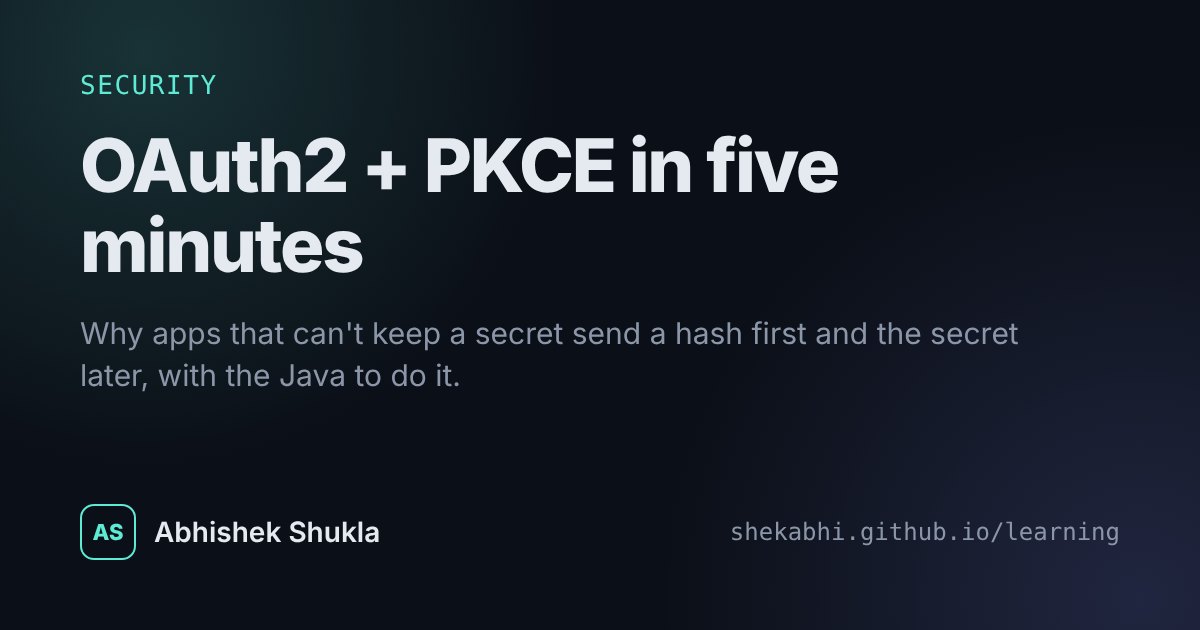 SECURITY
OAuth2 + PKCE in five
minutes
Why apps that can't keep a secret send a hash first and the secret
later, with the Java to do it.
AS
Abhishek Shukla
shekabhi.github.io/learning